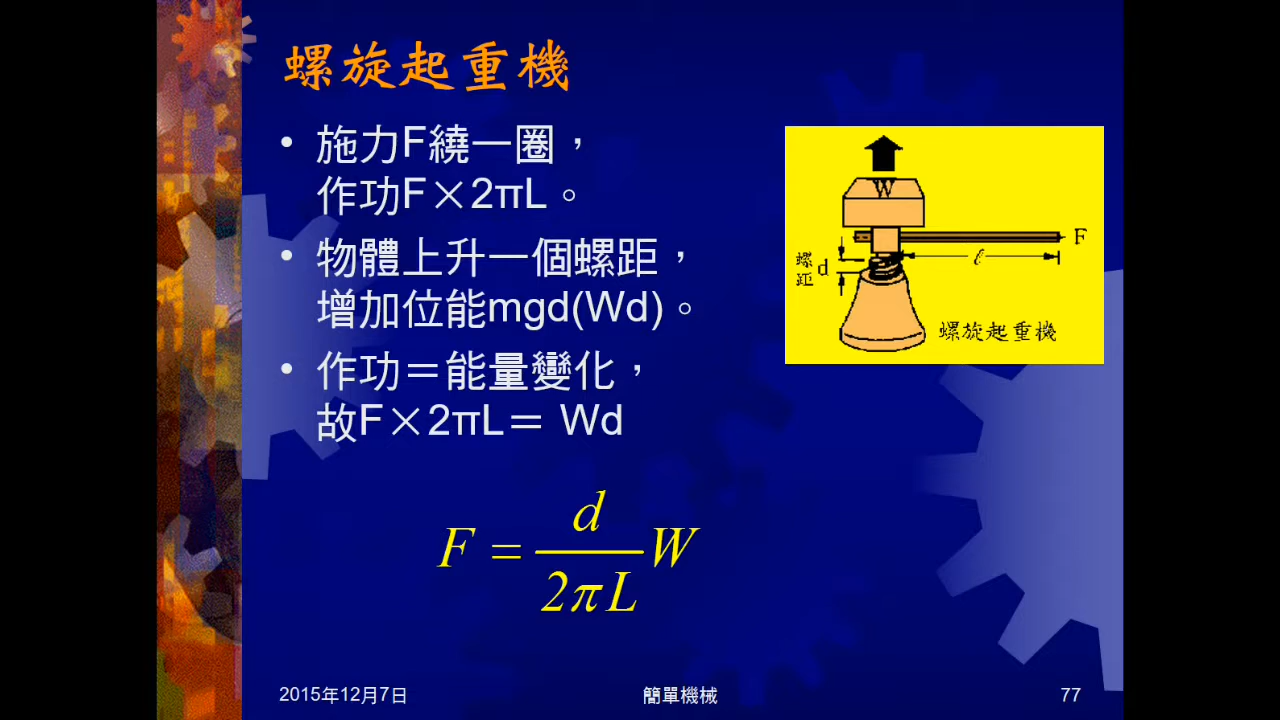 螺旋起重機
• 施力F繞一圈，
作功F×2πL。
• 物體上升一個螺距，
增加位能mgd(Wd)。
• 作功＝能量變化，
故F×2πL＝ Wd
F = d/2πL W
W
F
螺距 d
ℓ
螺旋起重機
2015年12月7日
簡單機械
77